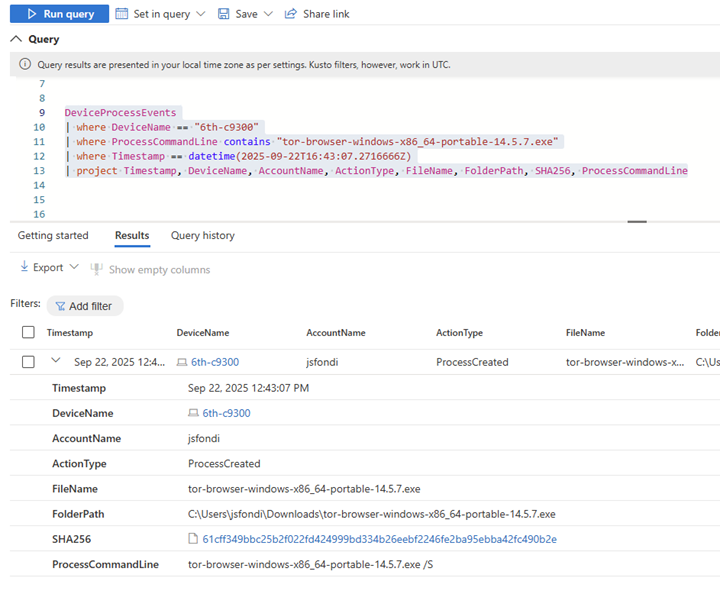 Run query Set in query Save Share link
Query
Query results are presented in your local time zone as per settings. Kusto filters, however, work in UTC.
7
8
9 DeviceProcessEvents
10 | where DeviceName == "6th-c9300"
11 | where ProcessCommandLine contains "tor-browser-windows-x86_64-portable-14.5.7.exe"
12 | where Timestamp == datetime(2025-09-22T16:43:07.2716666Z)
13 | project Timestamp, DeviceName, AccountName, ActionType, FileName, FolderPath, SHA256, ProcessCommandLine
14
15
16
Getting started Results Query history
Export Show empty columns
Filters: Add filter
Timestamp DeviceName AccountName ActionType FileName Folder
Sep 22, 2025 12:4... 6th-c9300 jsfondi ProcessCreated tor-browser-windows-x... C:\Us
Timestamp Sep 22, 2025 12:43:07 PM
DeviceName 6th-c9300
AccountName jsfondi
ActionType ProcessCreated
FileName tor-browser-windows-x86_64-portable-14.5.7.exe
FolderPath C:\Users\jsfondi\Downloads\tor-browser-windows-x86_64-portable-14.5.7.exe
SHA256 61cff349bbc25b2f022fd424999bd334b26eebf2246fe2ba95ebba42fc490b2e
ProcessCommandLine tor-browser-windows-x86_64-portable-14.5.7.exe /S